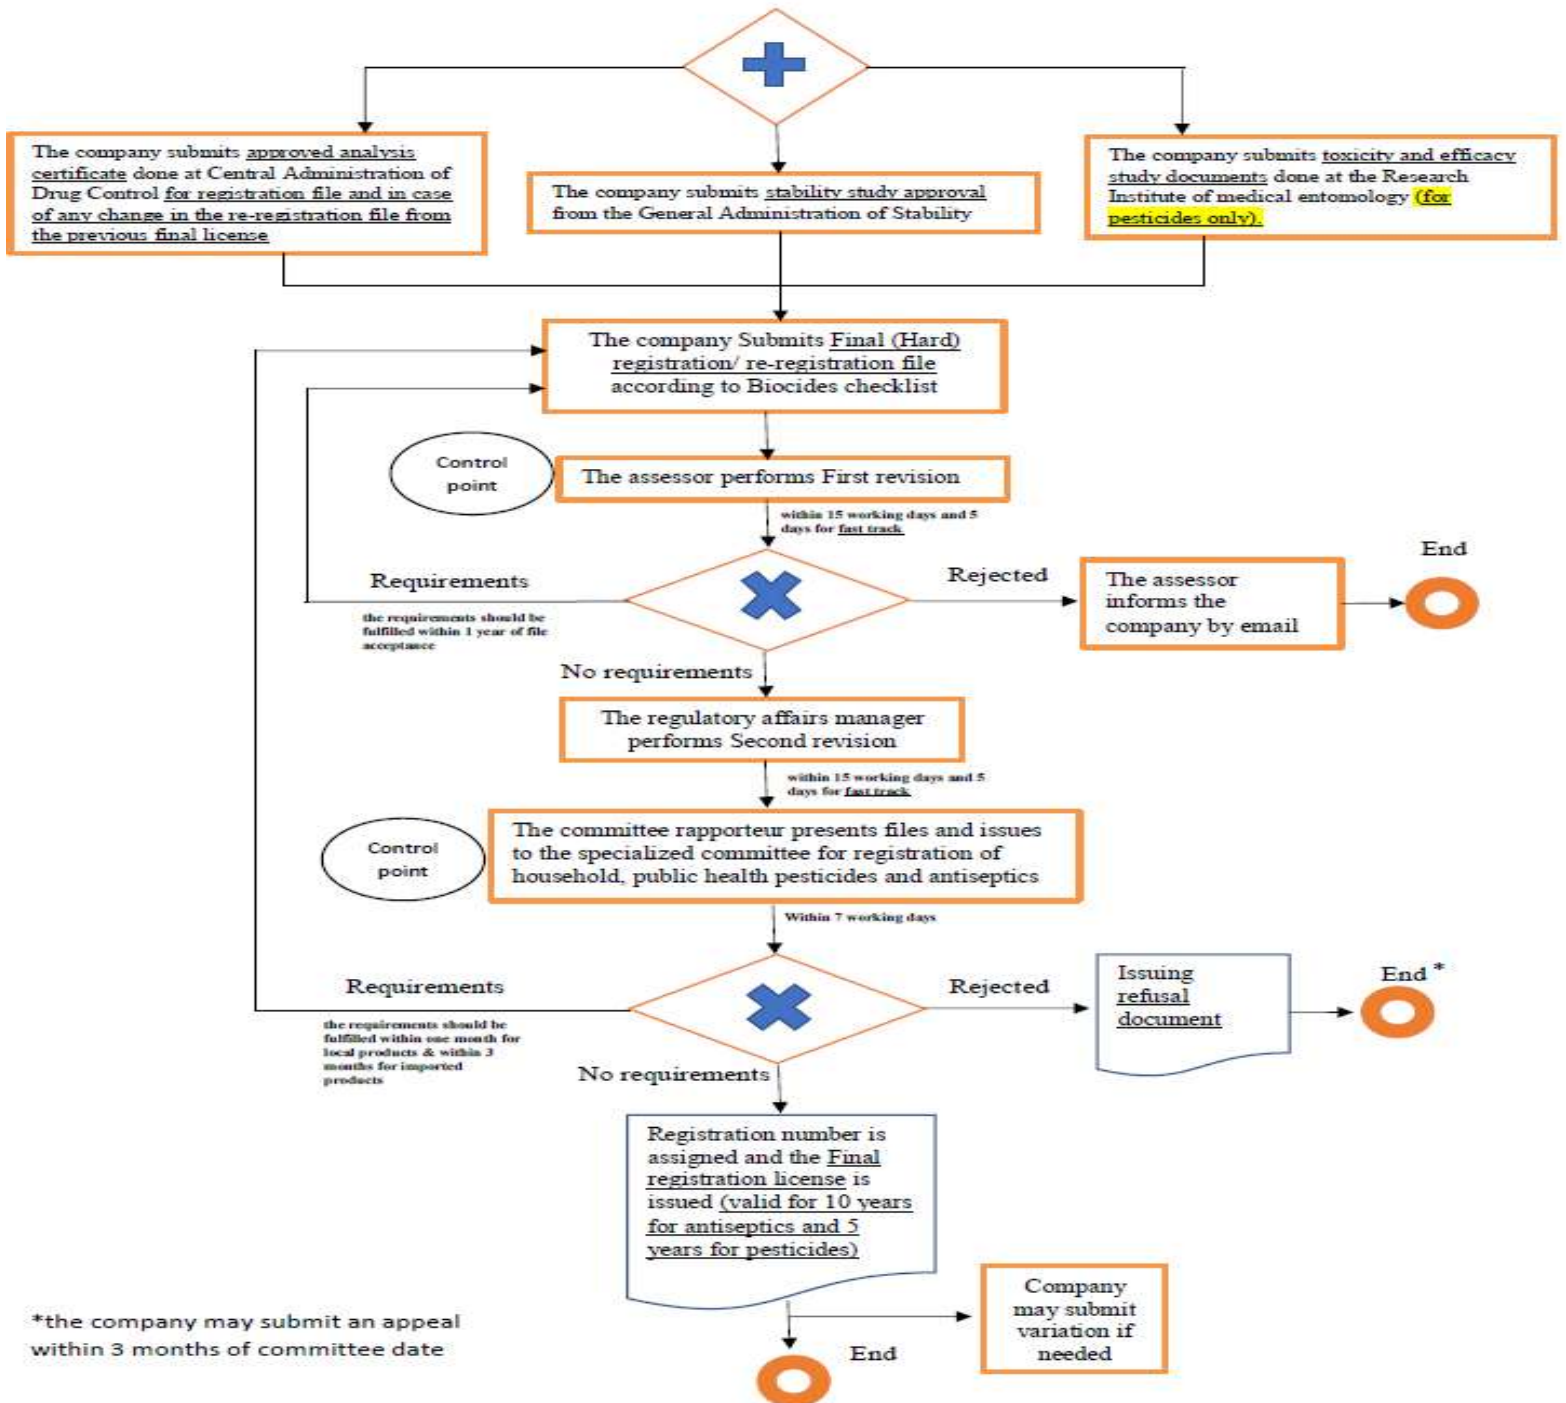 The company submits approved analysis
certificate done at Central Administration of
Drug Control for registration file and in case
of any change in the re-registration file from
the previous final license
The company submits stability study approval
from the General Administration of Stability
The company submits toxicity and efficacy
study documents done at the Research
Institute of medical entomology (for
pesticides only).
The company Submits Final (Hard)
registration/ re-registration file
according to Biocides checklist
Control
point
The assessor performs First revision
within 15 working days and 5
days for fast track
Requirements
the requirements should be
fulfilled within 1 year of file
acceptance
Rejected
The assessor
informs the
company by email
End
No requirements
The regulatory affairs manager
performs Second revision
within 15 working days and 5
days for fast track
Control
point
The committee rapporteur presents files and issues
to the specialized committee for registration of
household, public health pesticides and antiseptics
Within 7 working days
Requirements
the requirements should be
fulfilled within one month for
local products & within 3
months for imported
products
Rejected
Issuing
refusal
document
End *
No requirements
Registration number is
assigned and the Final
registration license is
issued (valid for 10 years
for antiseptics and 5
years for pesticides)
Company
may submit
variation if
needed
End
*the company may submit an appeal
within 3 months of committee date